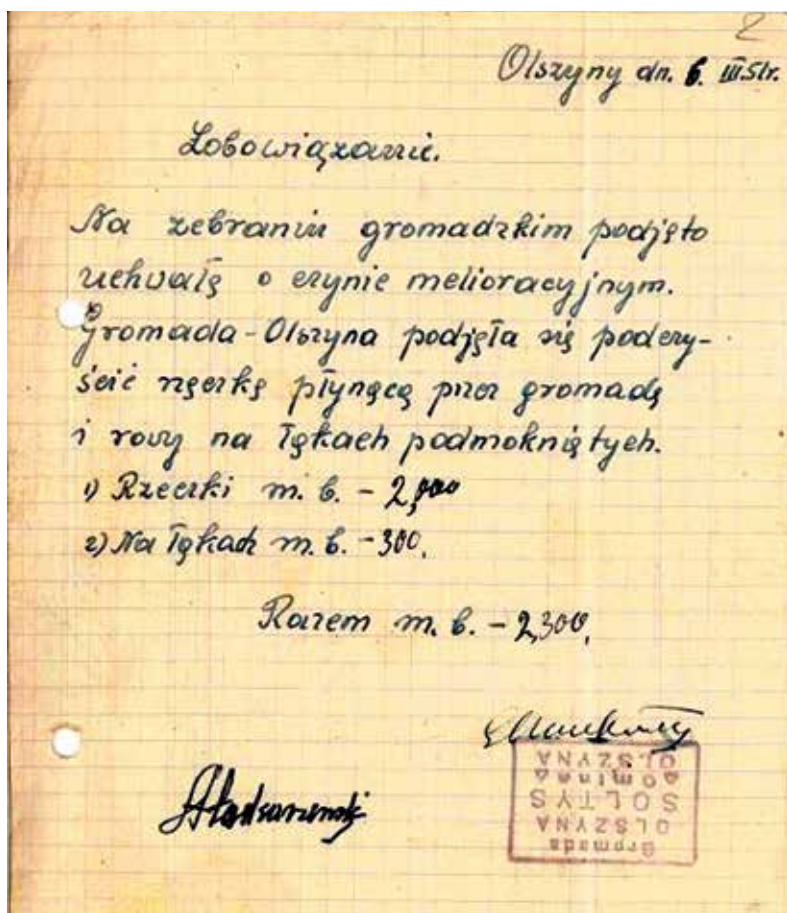 2
Olszyny dn. 6. III.51r.
Zobowiązanie.
Na zebraniu gromadzkim podjęto
uchwałę o czynie melioracyjnym.
Gromada - Olszyna podjęła się podczy-
ścić rzeczkę płynącą przez gromadę
i rowy na łąkach podmokniętych.
1) Rzeczki m. b. - 2,000
2) Na łąkach m. b. - 300.
Razem m. b. - 2,300.
Gromada
OLSZYNA
SOŁTYS
Gmina
OLSZYNA